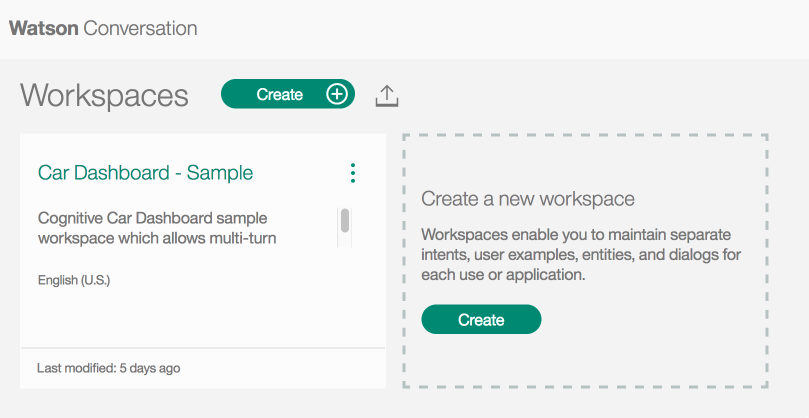 Watson Conversation
Workspaces
Create
Car Dashboard - Sample
Cognitive Car Dashboard sample
workspace which allows multi-turn
English (U.S.)
Last modified: 5 days ago
Create a new workspace
Workspaces enable you to maintain separate
intents, user examples, entities, and dialogs for
each use or application.
Create